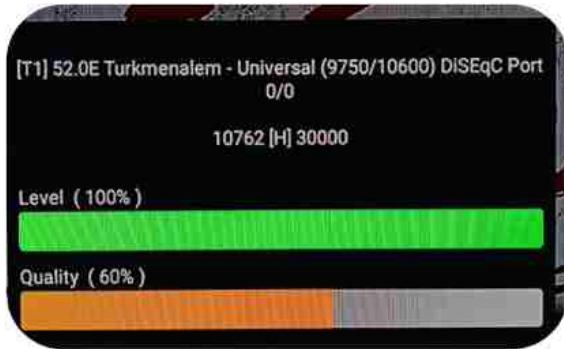 [T1] 52.0E Turkmenalem - Universal (9750/10600) DiSEqC Port
0/0
10762 [H] 30000
Level ( 100% )
Quality ( 60% )